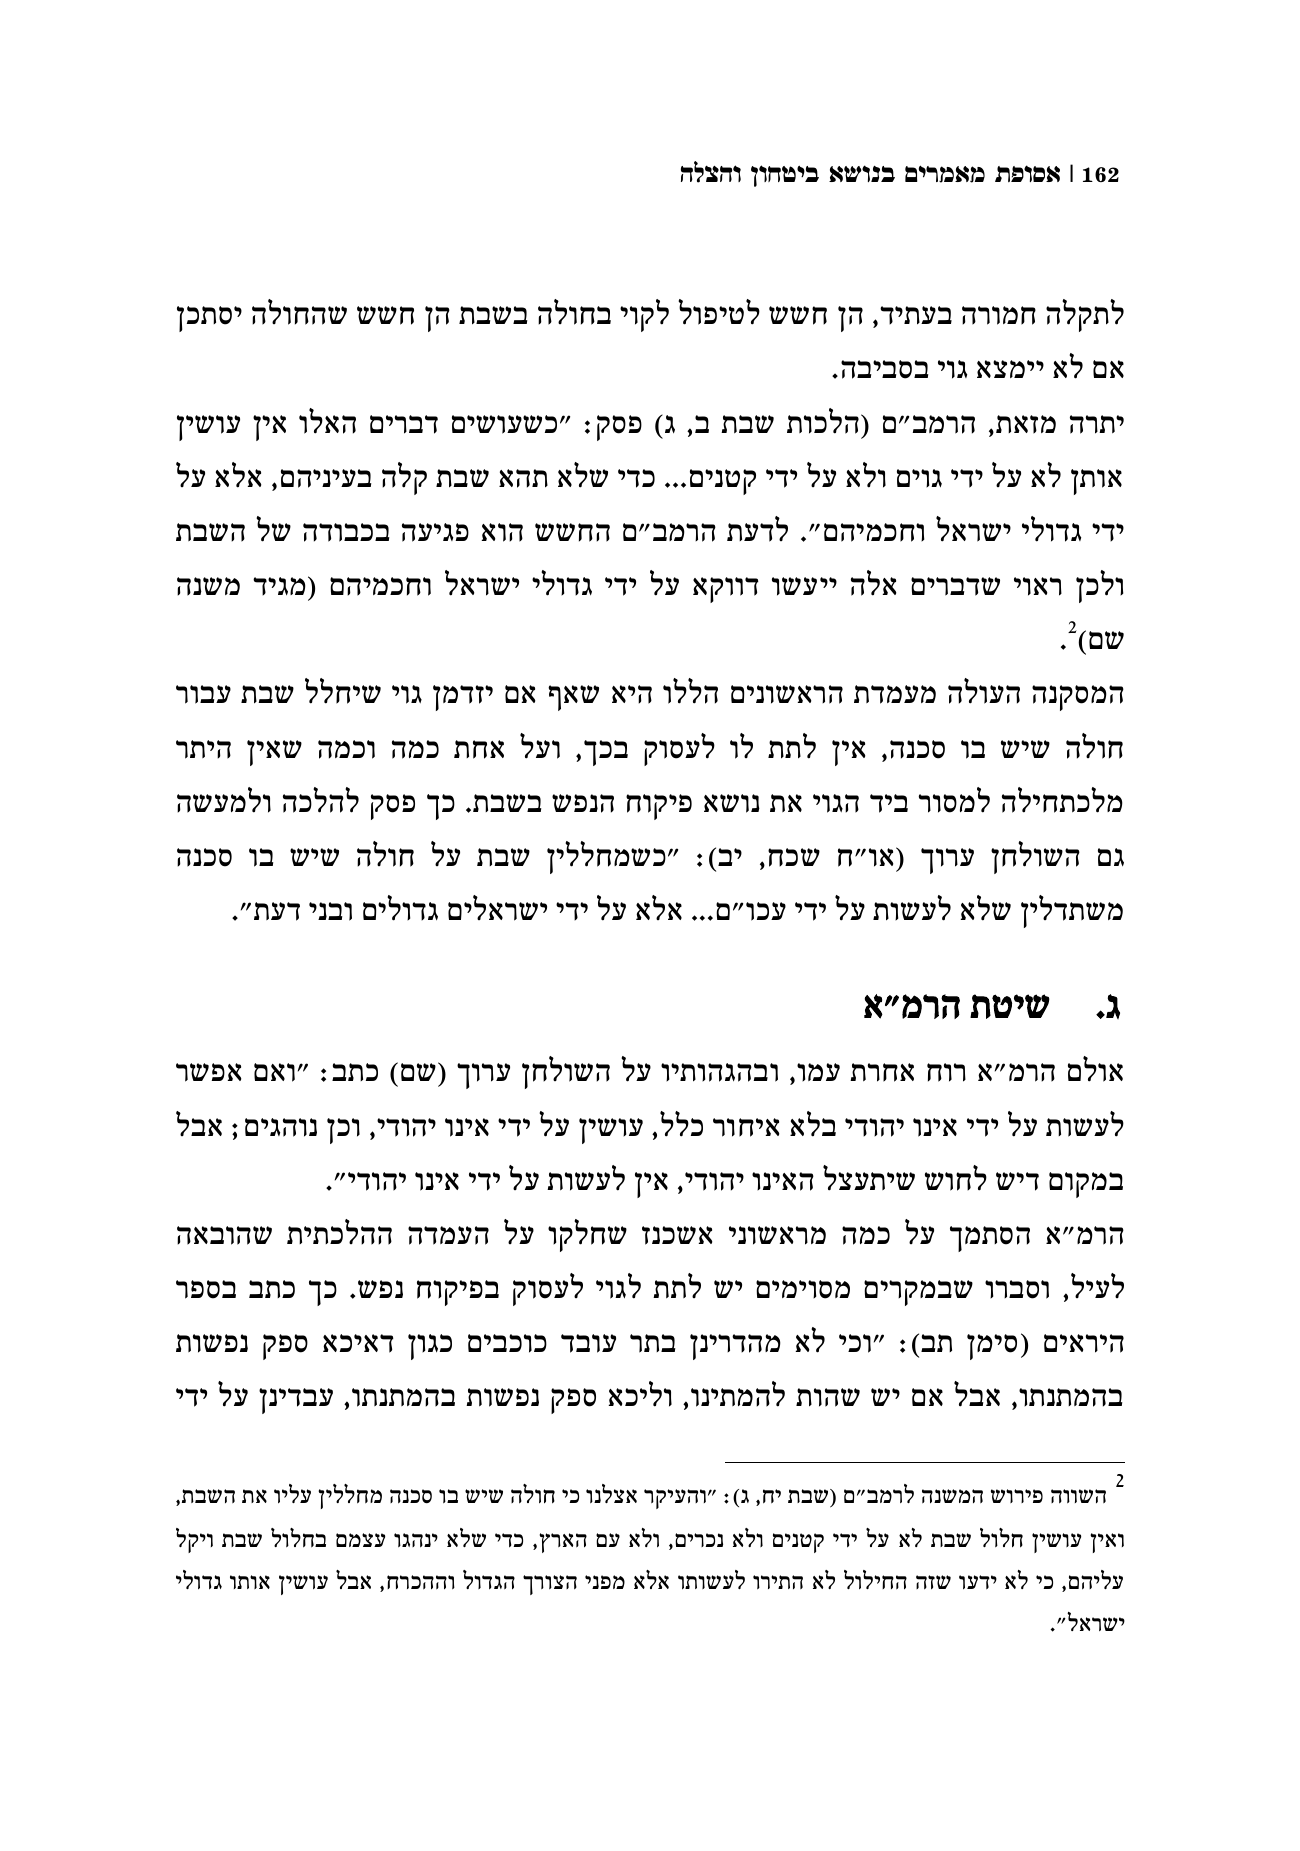 162 | אסופת מאמרים בנושא ביטחון והצלה
לתקלה חמורה בעתיד, הן חשש לטיפול לקוי בחולה בשבת הן חשש שהחולה יסתכן
אם לא יימצא גוי בסביבה.
יתרה מזאת, הרמב״ם (הלכות שבת ב, ג) פסק: ״כשעושים דברים האלו אין עושין
אותן לא על ידי גוים ולא על ידי קטנים... כדי שלא תהא שבת קלה בעיניהם, אלא על
ידי גדולי ישראל וחכמיהם״. לדעת הרמב״ם החשש הוא פגיעה בכבודה של השבת
ולכן ראוי שדברים אלה ייעשו דווקא על ידי גדולי ישראל וחכמיהם (מגיד משנה
שם)2.
המסקנה העולה מעמדת הראשונים הללו היא שאף אם יזדמן גוי שיחלל שבת עבור
חולה שיש בו סכנה, אין לתת לו לעסוק בכך, ועל אחת כמה וכמה שאין היתר
מלכתחילה למסור ביד הגוי את נושא פיקוח הנפש בשבת. כך פסק להלכה ולמעשה
גם השולחן ערוך (או״ח שכח, יב): ״כשמחללין שבת על חולה שיש בו סכנה
משתדלין שלא לעשות על ידי עכו״ם... אלא על ידי ישראלים גדולים ובני דעת״.
ג. שיטת הרמ״א
אולם הרמ״א רוח אחרת עמו, ובהגהותיו על השולחן ערוך (שם) כתב: ״ואם אפשר
לעשות על ידי אינו יהודי בלא איחור כלל, עושין על ידי אינו יהודי, וכן נוהגים; אבל
במקום דיש לחוש שיתעצל האינו יהודי, אין לעשות על ידי אינו יהודי״.
הרמ״א הסתמך על כמה מראשוני אשכנז שחלקו על העמדה ההלכתית שהובאה
לעיל, וסברו שבמקרים מסוימים יש לתת לגוי לעסוק בפיקוח נפש. כך כתב בספר
היראים (סימן תב): ״וכי לא מהדרינן בתר עובד כוכבים כגון דאיכא ספק נפשות
בהמתנתו, אבל אם יש שהות להמתינו, וליכא ספק נפשות בהמתנתו, עבדינן על ידי
2 השווה פירוש המשנה לרמב״ם (שבת יח, ג): ״והעיקר אצלנו כי חולה שיש בו סכנה מחללין עליו את השבת,
ואין עושין חלול שבת לא על ידי קטנים ולא נכרים, ולא עם הארץ, כדי שלא ינהגו עצמם בחלול שבת ויקל
עליהם, כי לא ידעו שזה החילול לא התירו לעשותו אלא מפני הצורך הגדול וההכרח, אבל עושין אותו גדולי
ישראל״.